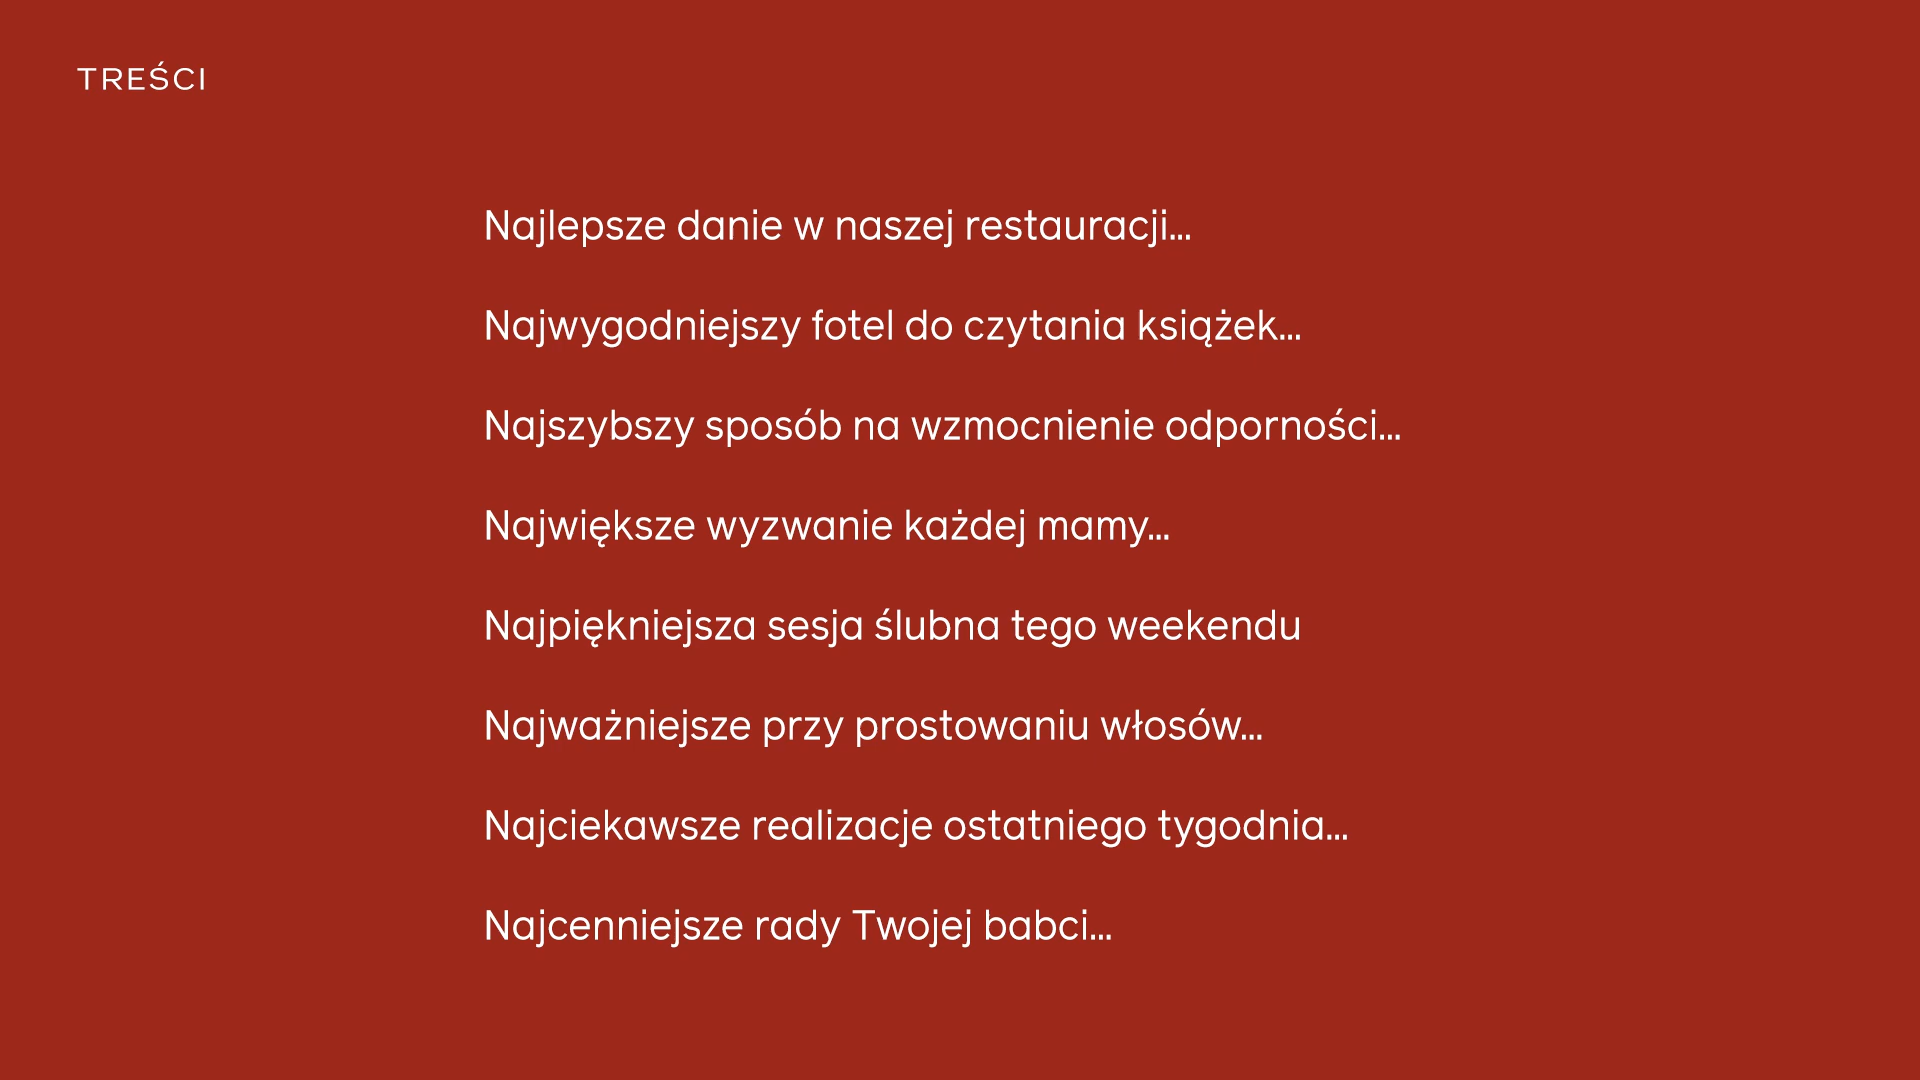 TREŚCI
Najlepsze danie w naszej restauracji...
Najwygodniejszy fotel do czytania książek...
Najszybszy sposób na wzmocnienie odporności...
Największe wyzwanie każdej mamy...
Najpiękniejsza sesja ślubna tego weekendu
Najważniejsze przy prostowaniu włosów...
Najciekawsze realizacje ostatniego tygodnia...
Najcenniejsze rady Twojej babci...